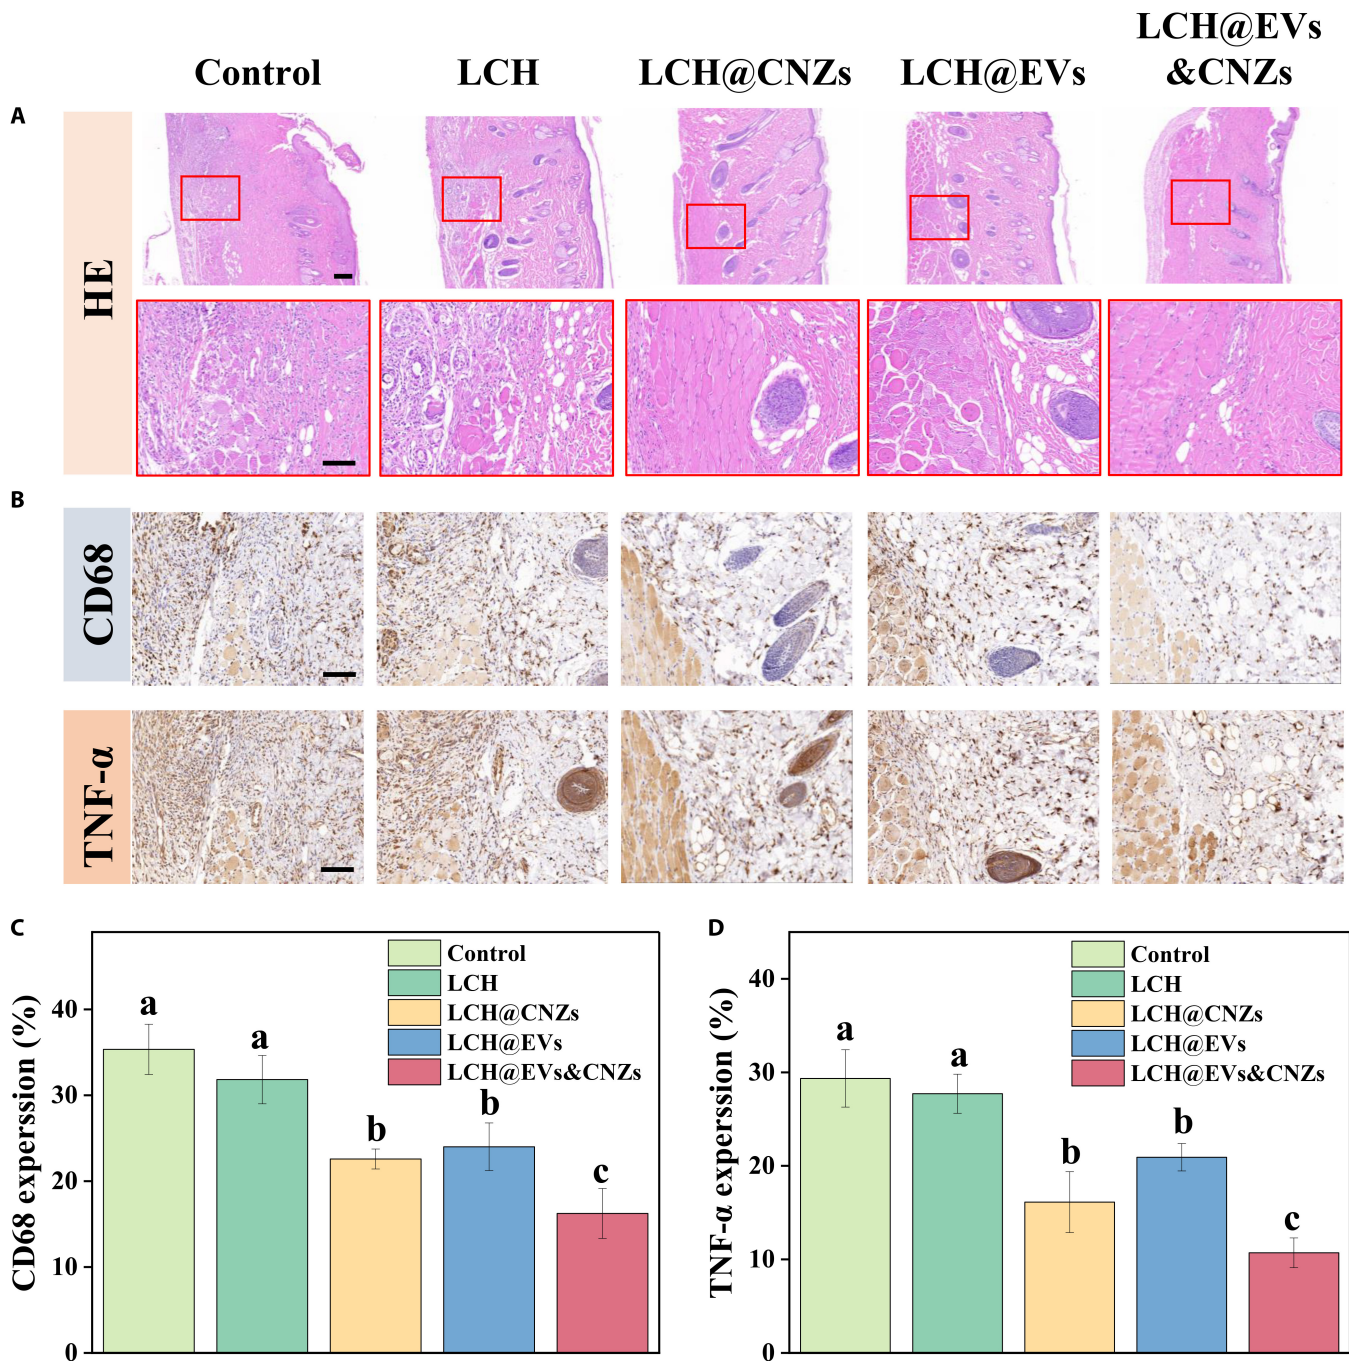 Control
LCH
LCH@CNZs
LCH@EVs
LCH@EVs
&CNZs
A
HE
B
CD68
TNF-α
C
CD68 experssion (%)
40
30
20
10
0
a
a
b
b
c
Control
LCH
LCH@CNZs
LCH@EVs
LCH@EVs&CNZs
D
TNF-α experssion (%)
40
30
20
10
0
a
a
b
b
c
Control
LCH
LCH@CNZs
LCH@EVs
LCH@EVs&CNZs